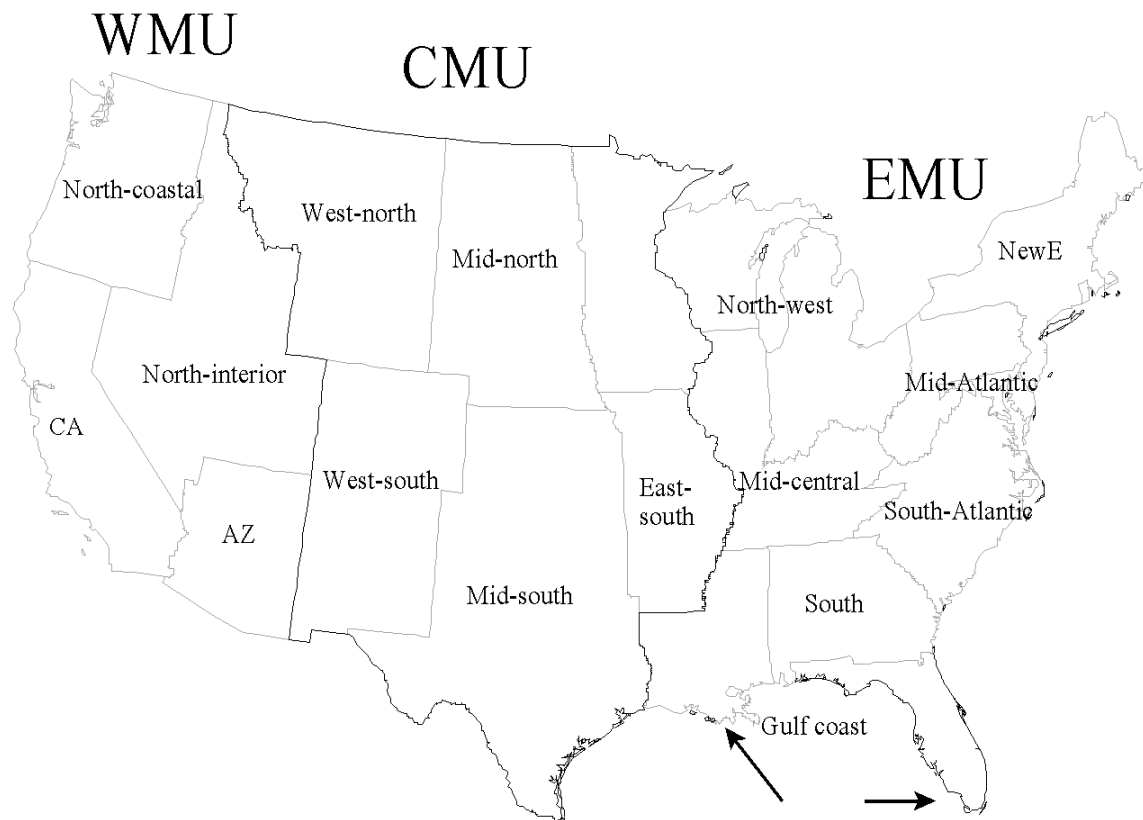 WMU
CMU
EMU
North-coastal
West-north
Mid-north
NewE
North-west
North-interior
Mid-Atlantic
CA
West-south
East-
south
Mid-central
South-Atlantic
AZ
Mid-south
South
Gulf coast